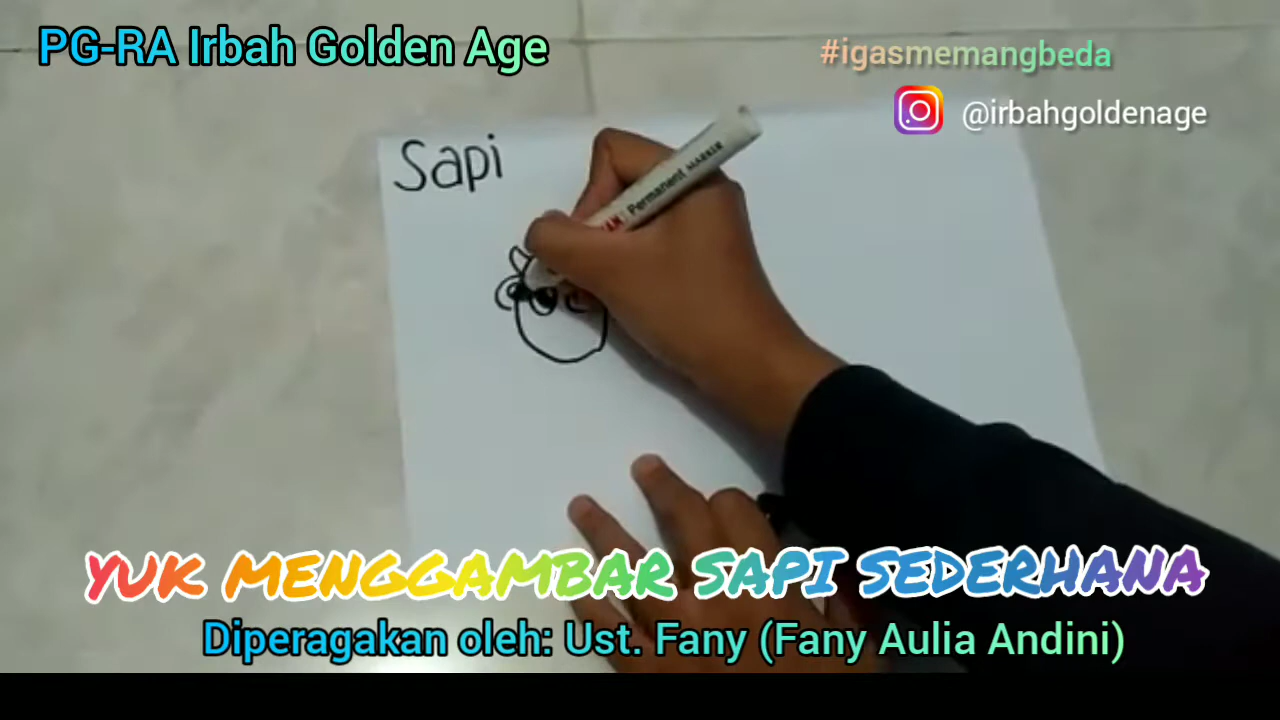 PG-RA Irbah Golden Age
#igasmemangbeda
@irbahgoldenage
Sapi
Permanent MARKER
YUK MENGGAMBAR SAPI SEDERHANA
Diperagakan oleh: Ust. Fany (Fany Aulia Andini)